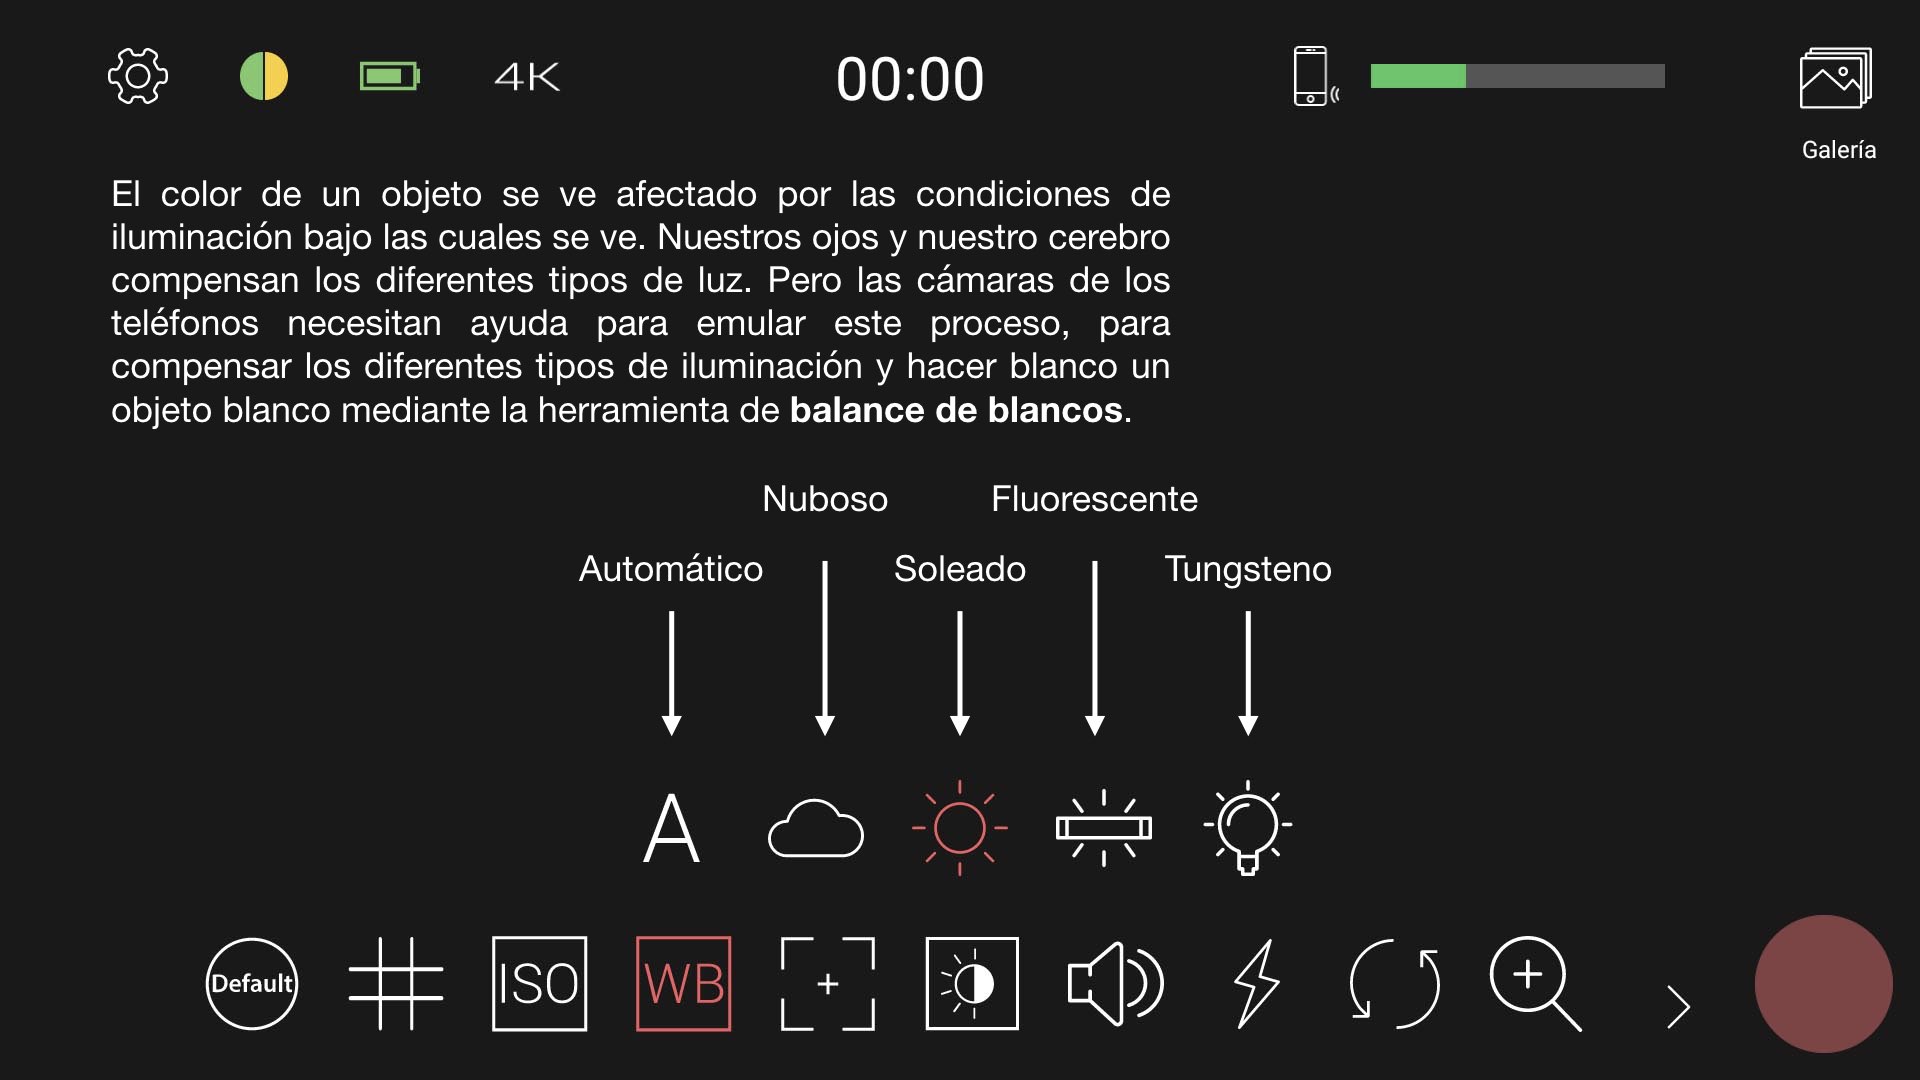 4K
00:00
Galería
El color de un objeto se ve afectado por las condiciones de
iluminación bajo las cuales se ve. Nuestros ojos y nuestro cerebro
compensan los diferentes tipos de luz. Pero las cámaras de los
teléfonos necesitan ayuda para emular este proceso, para
compensar los diferentes tipos de iluminación y hacer blanco un
objeto blanco mediante la herramienta de balance de blancos.
Nuboso Fluorescente
Automático Soleado Tungsteno
A
Default ISO WB